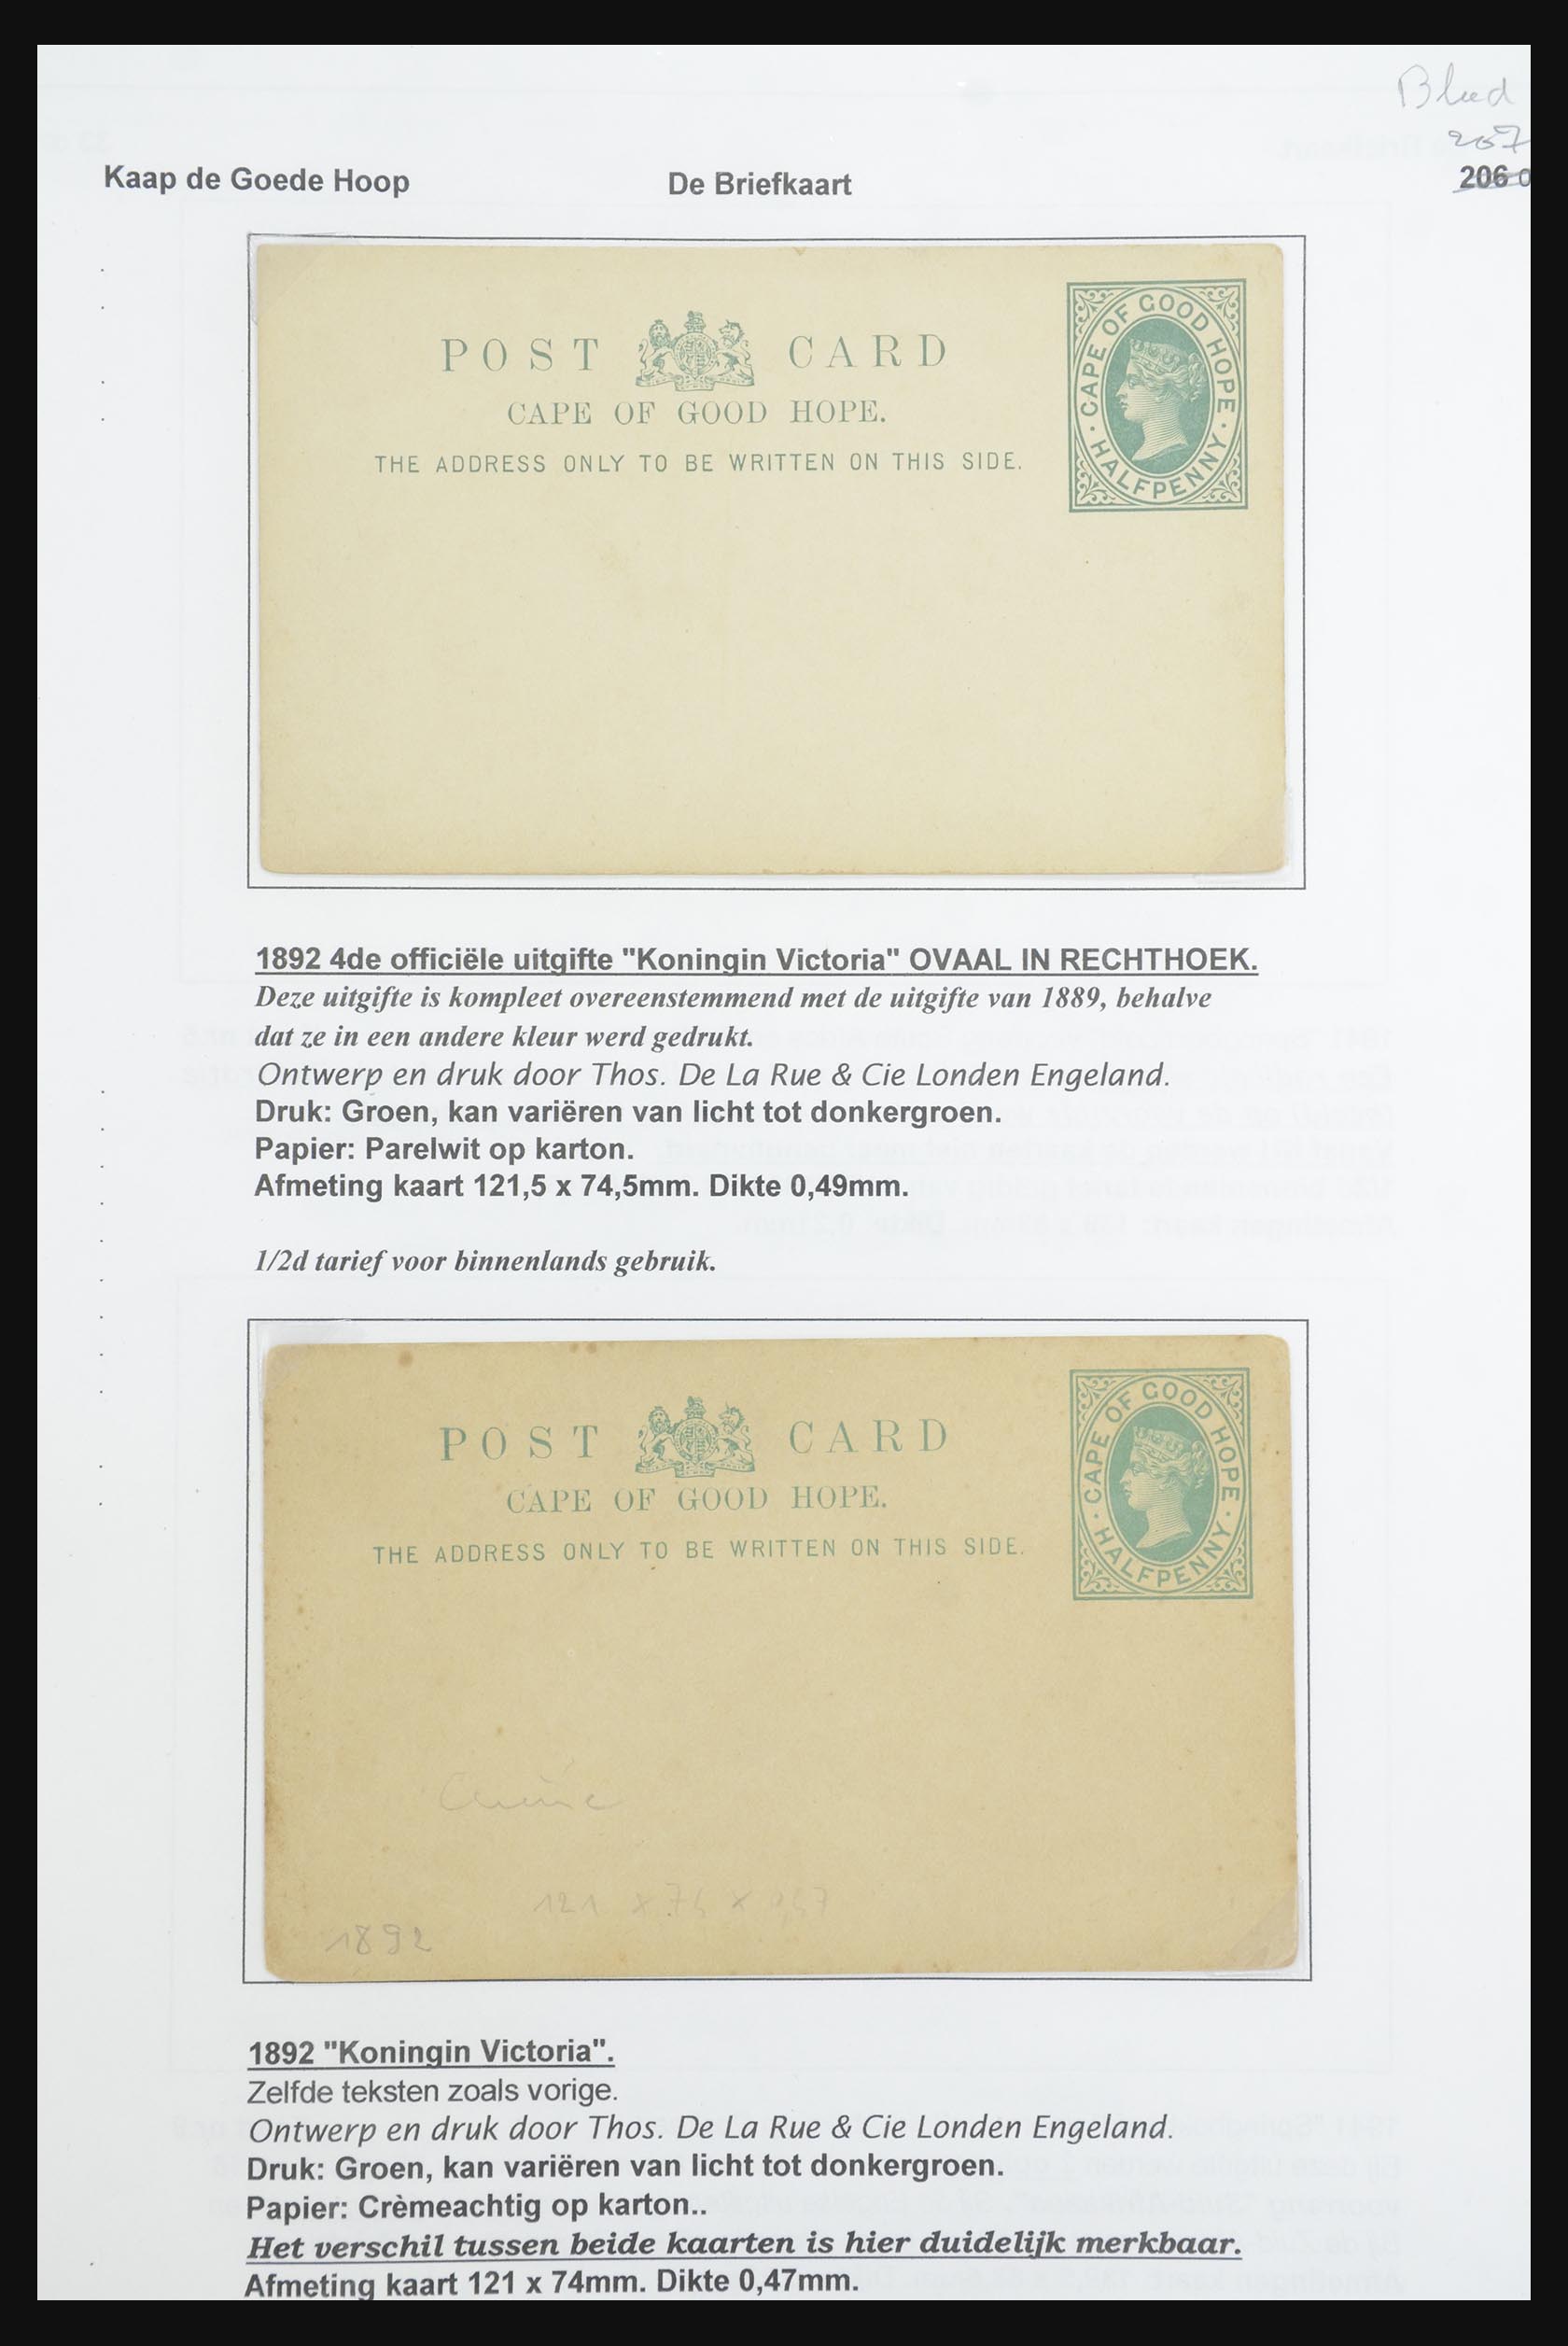 Blad
207
Kaap de Goede Hoop De Briefkaart 206
POST CARD
CAPE OF GOOD HOPE.
THE ADDRESS ONLY TO BE WRITTEN ON THIS SIDE.
CAPE OF GOOD HOPE
HALFPENNY
1892 4de officiële uitgifte "Koningin Victoria" OVAAL IN RECHTHOEK.
Deze uitgifte is kompleet overeenstemmend met de uitgifte van 1889, behalve
dat ze in een andere kleur werd gedrukt.
Ontwerp en druk door Thos. De La Rue & Cie Londen Engeland.
Druk: Groen, kan variëren van licht tot donkergroen.
Papier: Parelwit op karton.
Afmeting kaart 121,5 x 74,5mm. Dikte 0,49mm.
1/2d tarief voor binnenlands gebruik.
POST CARD
CAPE OF GOOD HOPE.
THE ADDRESS ONLY TO BE WRITTEN ON THIS SIDE.
CAPE OF GOOD HOPE
HALFPENNY
121 x 74 x 0,47
1892
1892 "Koningin Victoria".
Zelfde teksten zoals vorige.
Ontwerp en druk door Thos. De La Rue & Cie Londen Engeland.
Druk: Groen, kan variëren van licht tot donkergroen.
Papier: Crèmeachtig op karton..
Het verschil tussen beide kaarten is hier duidelijk merkbaar.
Afmeting kaart 121 x 74mm. Dikte 0,47mm.